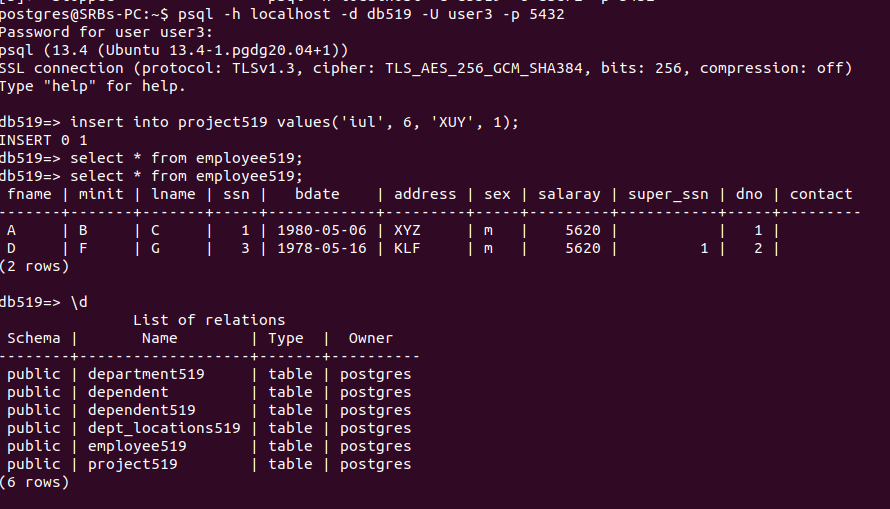 postgres@SRBs-PC:~$ psql -h localhost -d db519 -U user3 -p 5432
Password for user user3:
psql (13.4 (Ubuntu 13.4-1.pgdg20.04+1))
SSL connection (protocol: TLSv1.3, cipher: TLS_AES_256_GCM_SHA384, bits: 256, compression: off)
Type "help" for help.
db519=> insert into project519 values('iul', 6, 'XUY', 1);
INSERT 0 1
db519=> select * from employee519;
db519=> select * from employee519;
 fname | minit | lname | ssn |   bdate    | address | sex | salaray | super_ssn | dno | contact
-------+-------+-------+-----+------------+---------+-----+---------+-----------+-----+---------
 A     | B     | C     |   1 | 1980-05-06 | XYZ     | m   |    5620 |           |   1 |
 D     | F     | G     |   3 | 1978-05-16 | KLF     | m   |    5620 |         1 |   2 |
(2 rows)
db519=> \d
              List of relations
 Schema |       Name        | Type  |  Owner
--------+-------------------+-------+----------
 public | department519     | table | postgres
 public | dependent         | table | postgres
 public | dependent519      | table | postgres
 public | dept_locations519 | table | postgres
 public | employee519       | table | postgres
 public | project519        | table | postgres
(6 rows)